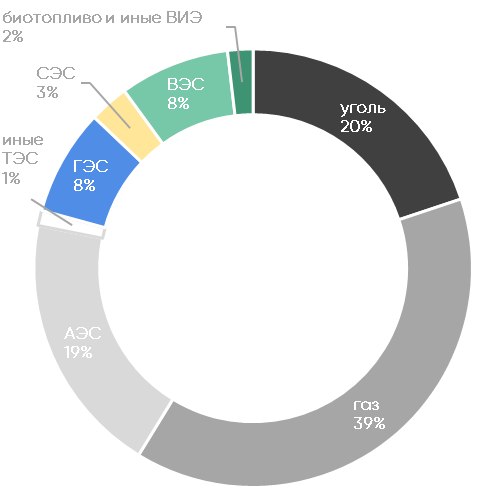 биотопливо и иные ВИЭ
2%
СЭС
3%
ВЭС
8%
уголь
20%
иные
ТЭС
1%
ГЭС
8%
АЭС
19%
газ
39%